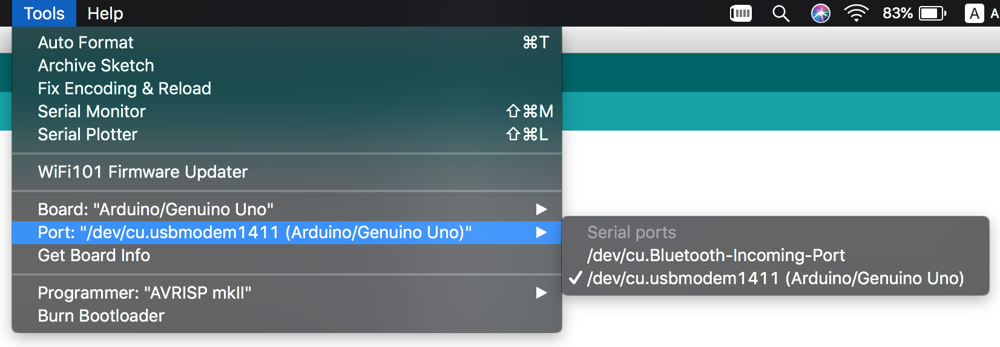 Tools Help 83% A A
Auto Format ⌘T
Archive Sketch
Fix Encoding & Reload
Serial Monitor ⇧⌘M
Serial Plotter ⇧⌘L
WiFi101 Firmware Updater
Board: "Arduino/Genuino Uno"
Port: "/dev/cu.usbmodem1411 (Arduino/Genuino Uno)"
Get Board Info
Programmer: "AVRISP mkII"
Burn Bootloader
Serial ports
/dev/cu.Bluetooth-Incoming-Port
✓ /dev/cu.usbmodem1411 (Arduino/Genuino Uno)